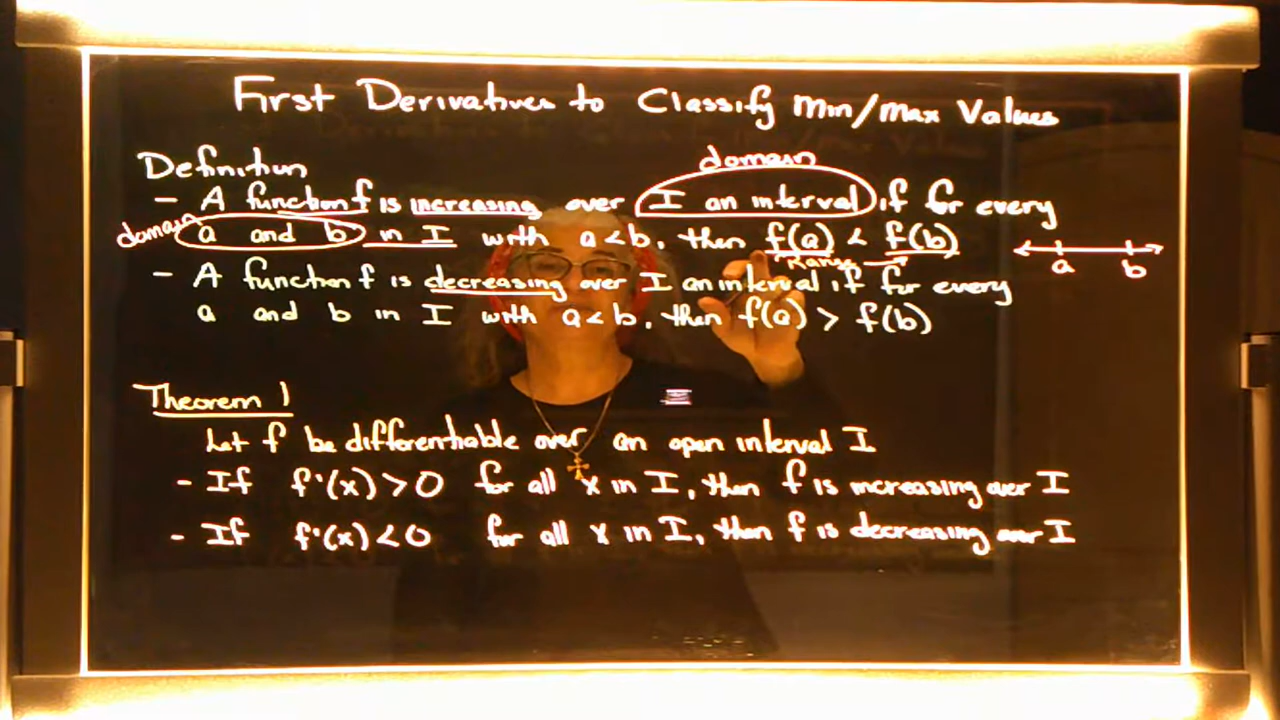 First Derivatives to Classify Min/Max Values
Definition
domain
- A function f is increasing over I an interval, if for every
domain
a and b in I with a < b, then f(a) < f(b)
Range
a b
- A function f is decreasing over I an interval if for every
a and b in I with a < b, then f(a) > f(b)
Theorem 1
Let f be differentiable over an open interval I
- If f'(x) > 0 for all x in I, then f is increasing over I
- If f'(x) < 0 for all x in I, then f is decreasing over I